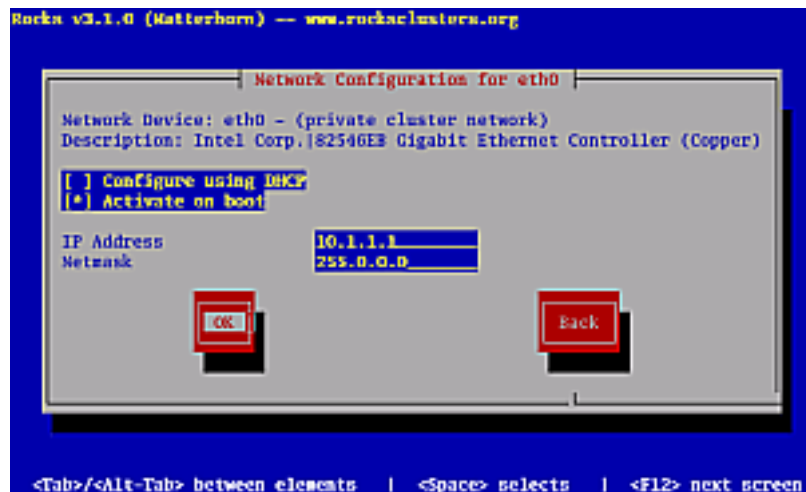 Rocks v3.1.0 (Matterhorn) -- www.rocksclusters.org
Network Configuration for eth0
Network Device: eth0 - (private cluster network)
Description: Intel Corp.|82546EB Gigabit Ethernet Controller (Copper)
[ ] Configure using DHCP
[*] Activate on boot
IP Address 10.1.1.1
Netmask 255.0.0.0
OK Back
<Tab>/<Alt-Tab> between elements | <Space> selects | <F12> next screen